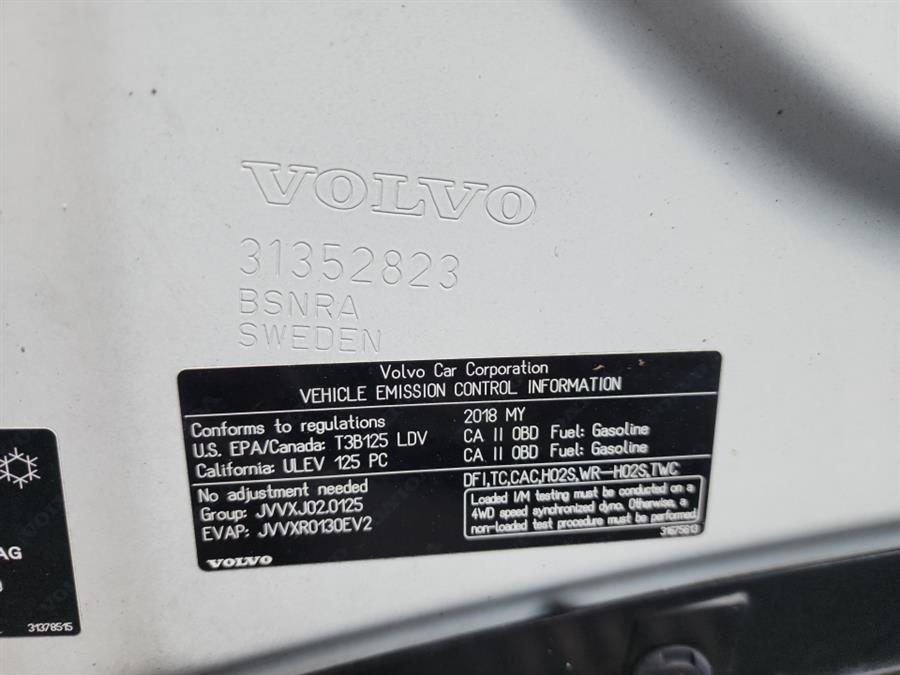 VOLVO
31352823
BSNRA
SWEDEN
Volvo Car Corporation
VEHICLE EMISSION CONTROL INFORMATION
Conforms to regulations 2018 MY
U.S. EPA/Canada: T3B125 LDV CA II OBD Fuel: Gasoline
California: ULEV 125 PC CA II OBD Fuel: Gasoline
No adjustment needed
Group: JVVXJ02.0125
EVAP: JVVXR0130EV2
DFI,TC,CAC,HO2S,WR-HO2S,TWC
Loaded I/M testing must be conducted on a
4WD speed synchronized dyno. Otherwise, a
non-loaded test procedure must be performed.
31675613
VOLVO
AG
31378515